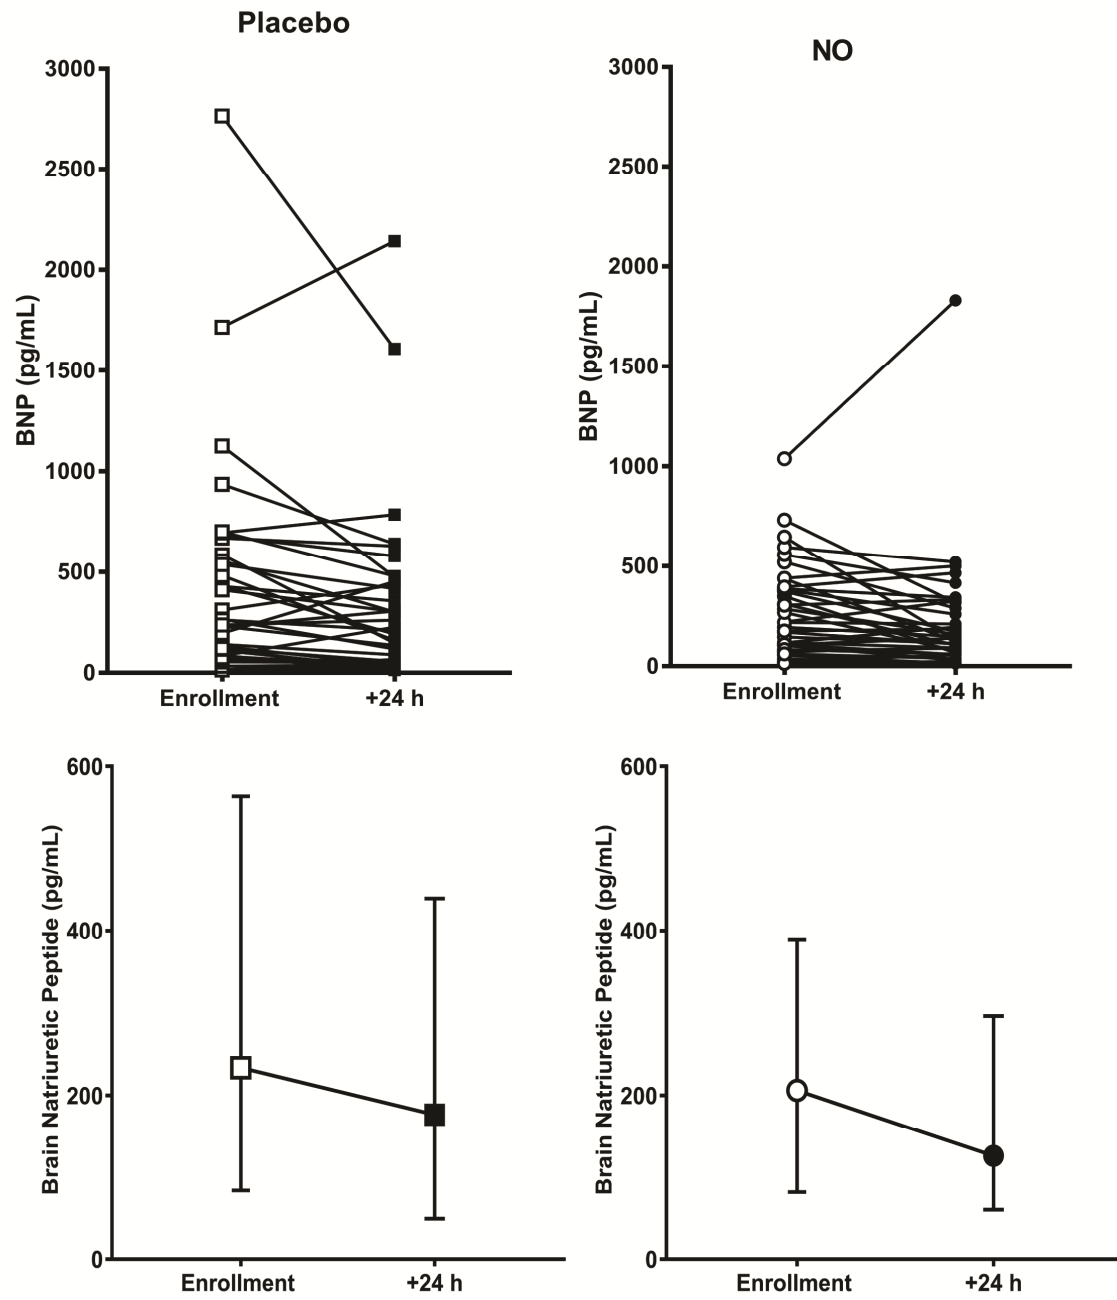 Placebo
3000
2500
2000
1500
1000
500
0
BNP (pg/mL)
Enrollment +24 h
NO
3000
2500
2000
1500
1000
500
0
BNP (pg/mL)
Enrollment +24 h
600
400
200
0
Brain Natriuretic Peptide (pg/mL)
Enrollment +24 h
600
400
200
0
Brain Natriuretic Peptide (pg/mL)
Enrollment +24 h